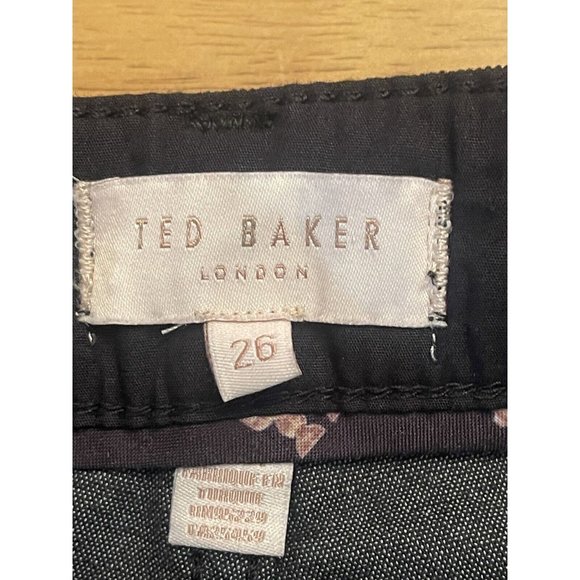 TED BAKER
LONDON
26
FABRIQUE EN
TURQUIE